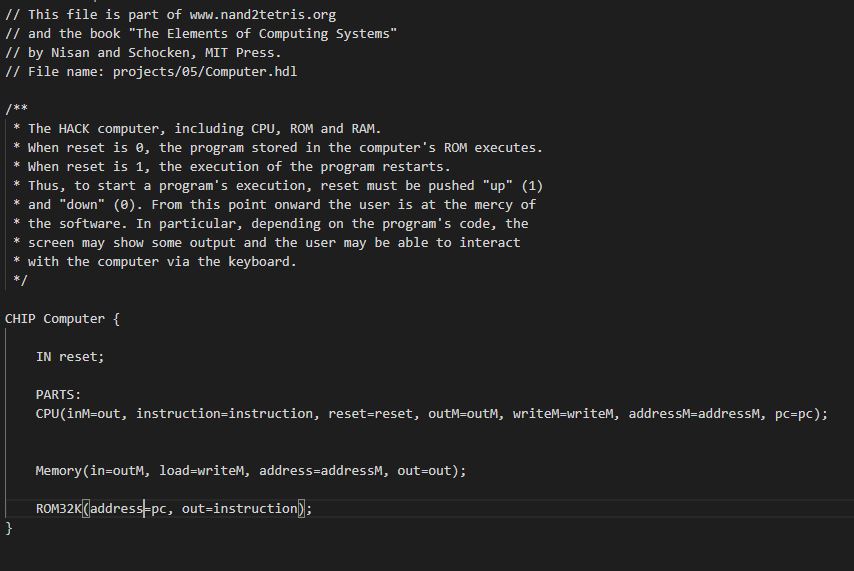 // This file is part of www.nand2tetris.org
// and the book "The Elements of Computing Systems"
// by Nisan and Schocken, MIT Press.
// File name: projects/05/Computer.hdl
/**
* The HACK computer, including CPU, ROM and RAM.
* When reset is 0, the program stored in the computer's ROM executes.
* When reset is 1, the execution of the program restarts.
* Thus, to start a program's execution, reset must be pushed "up" (1)
* and "down" (0). From this point onward the user is at the mercy of
* the software. In particular, depending on the program's code, the
* screen may show some output and the user may be able to interact
* with the computer via the keyboard.
*/
CHIP Computer {
IN reset;
PARTS:
CPU(inM=out, instruction=instruction, reset=reset, outM=outM, writeM=writeM, addressM=addressM, pc=pc);
Memory(in=outM, load=writeM, address=addressM, out=out);
ROM32K(address=pc, out=instruction);
}